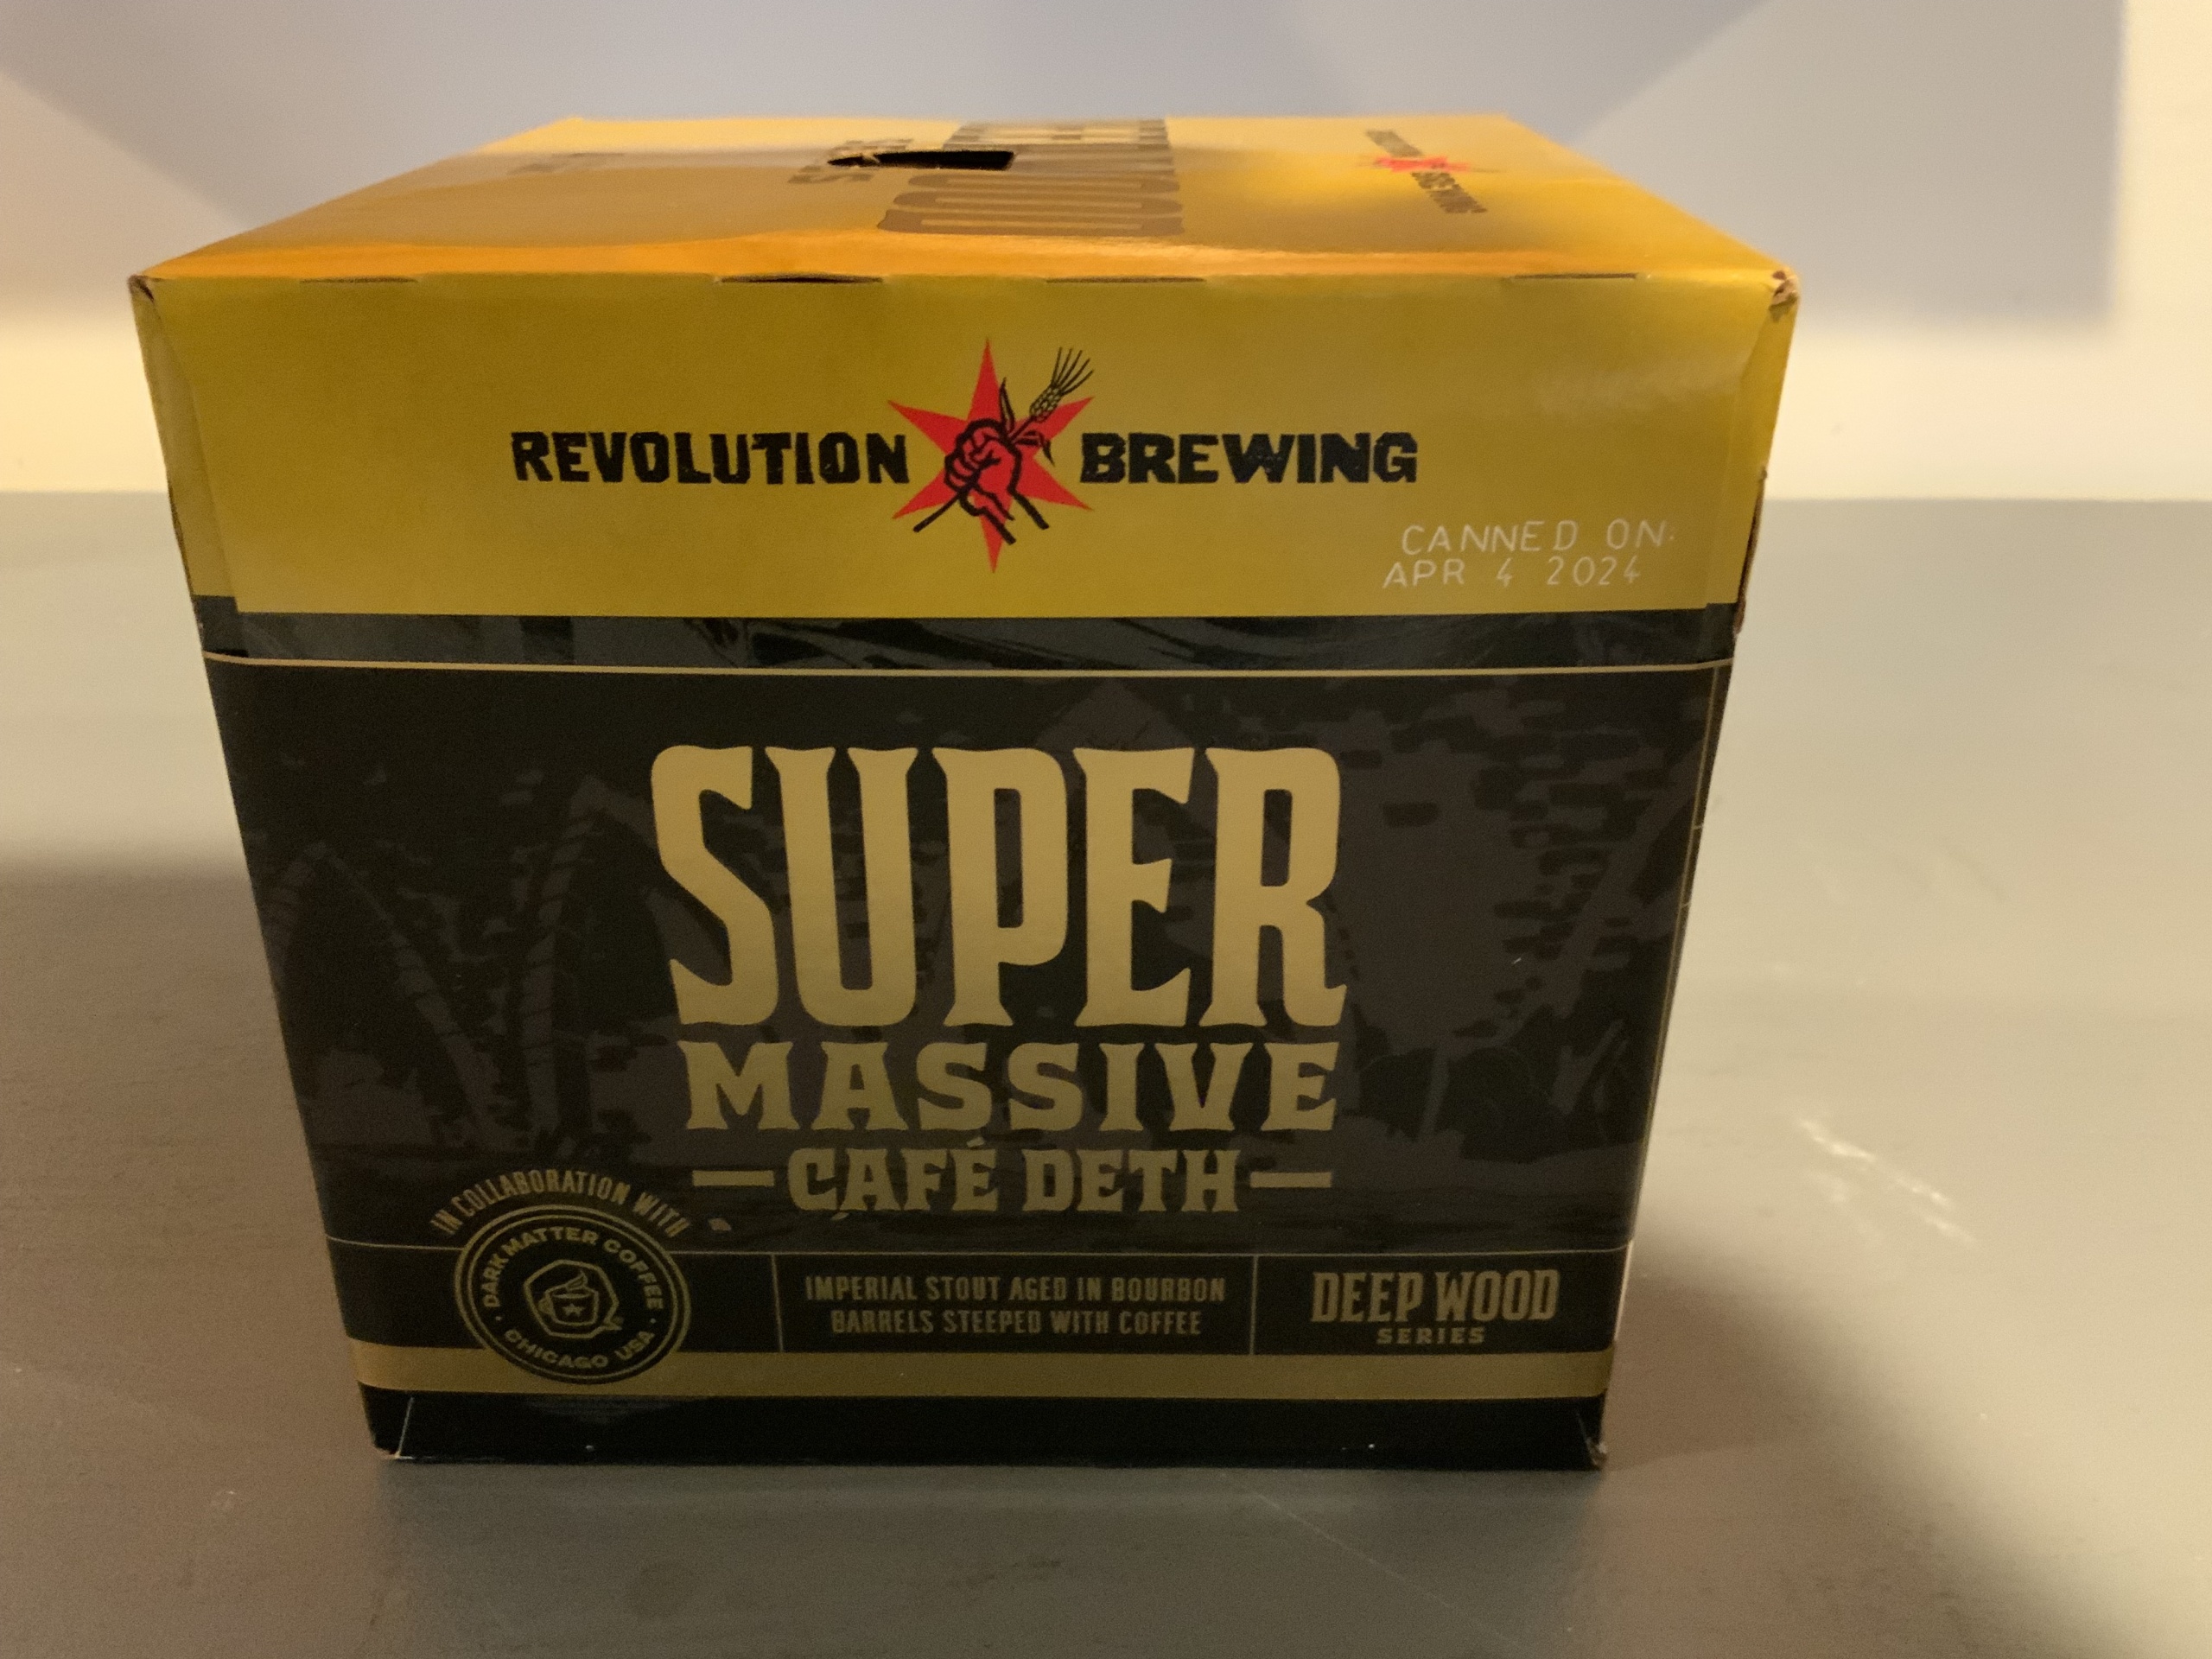 REVOLUTION BREWING
CANNED ON:
APR 4 2024
SUPER
MASSIVE
CAFÉ DETH
IN COLLABORATION WITH
DARK MATTER COFFEE
CHICAGO USA
IMPERIAL STOUT AGED IN BOURBON
BARRELS STEEPED WITH COFFEE
DEEP WOOD
SERIES